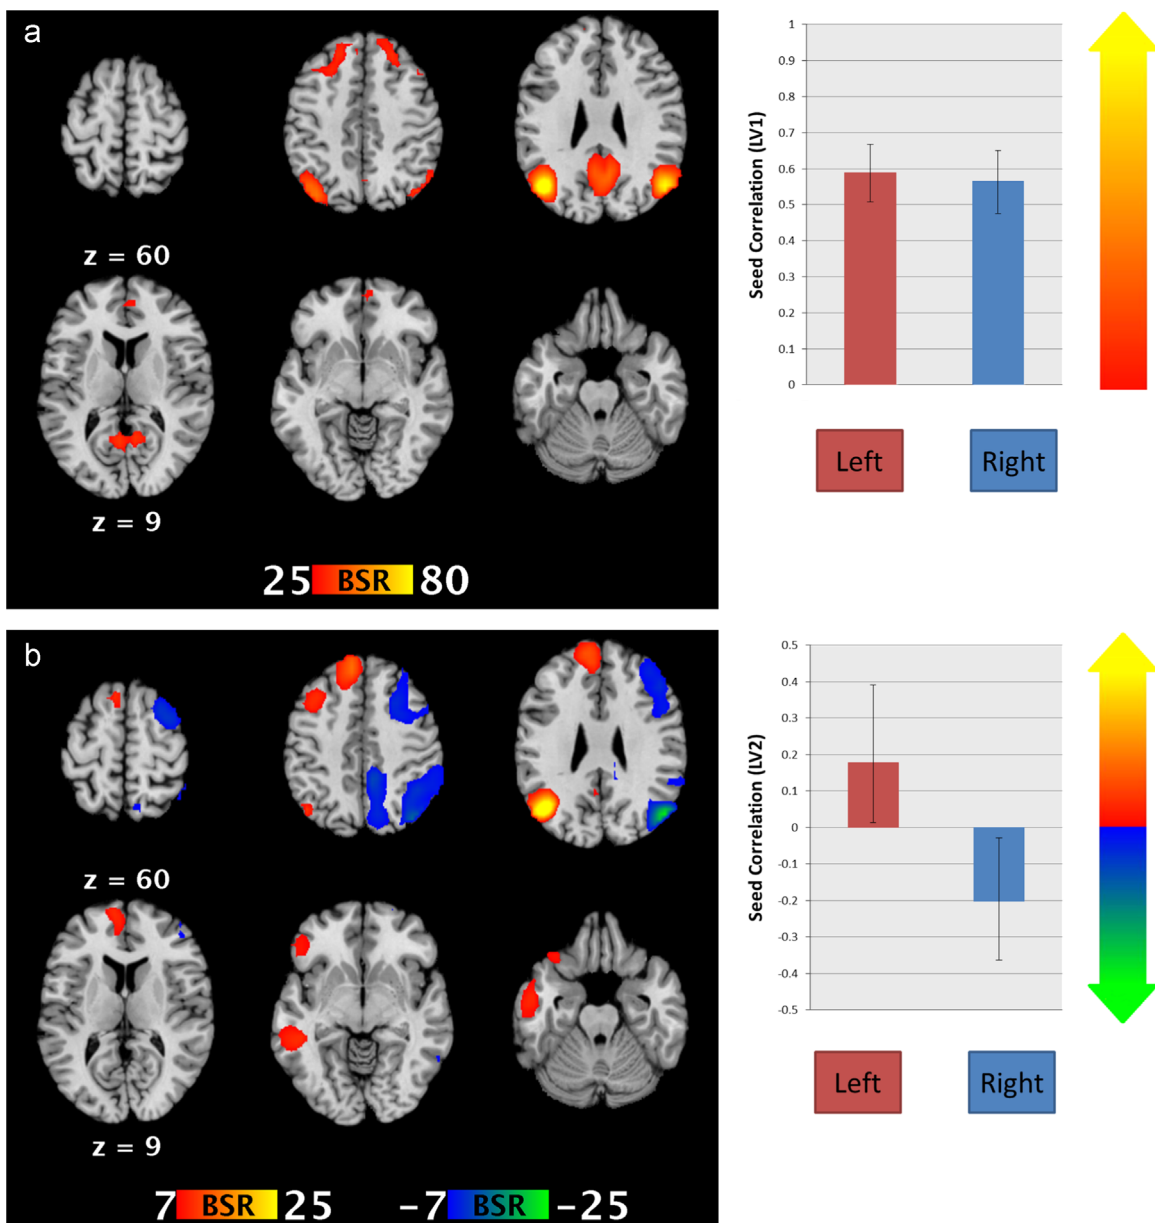 a
z = 60
z = 9
25 BSR 80
1
0.9
0.8
0.7
0.6
0.5
0.4
0.3
0.2
0.1
0
Seed Correlation (LV1)
Left Right
b
z = 60
z = 9
7 BSR 25 -7 BSR -25
0.5
0.4
0.3
0.2
0.1
0
-0.1
-0.2
-0.3
-0.4
-0.5
Seed Correlation (LV2)
Left Right